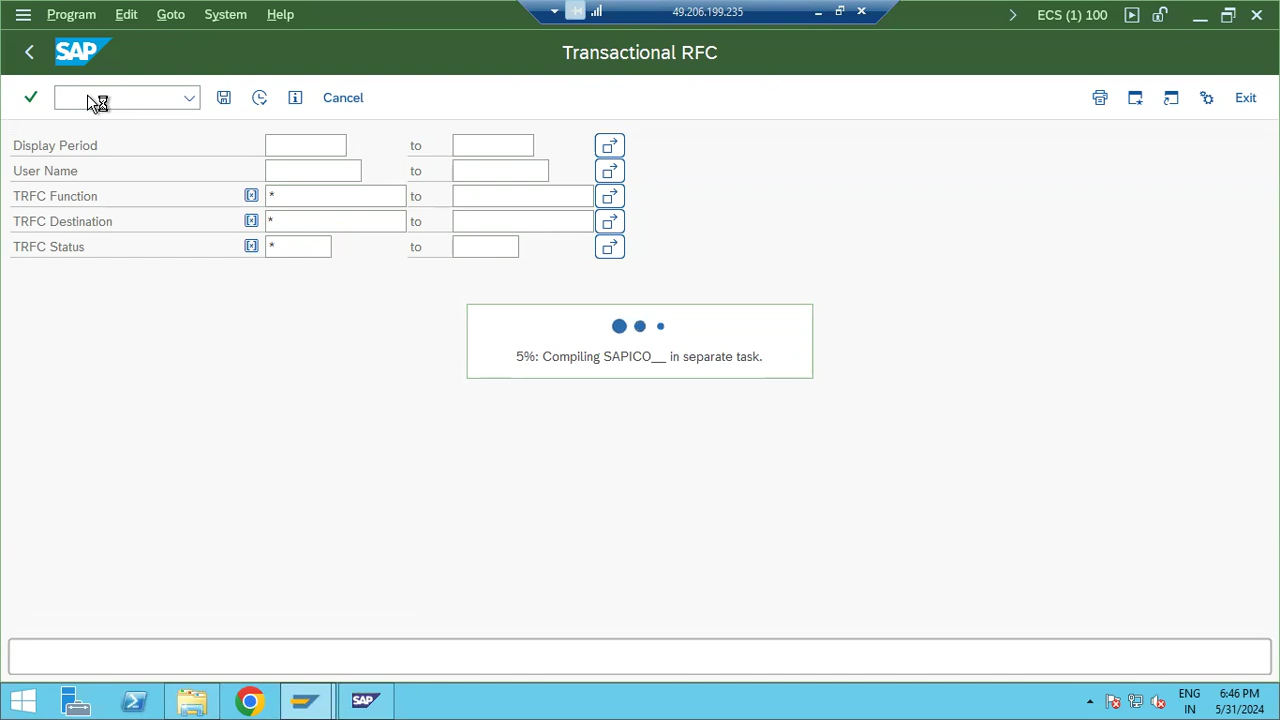 Program Edit Goto System Help 49.206.199.235 ECS (1) 100
SAP Transactional RFC
Cancel Exit
Display Period to
User Name to
TRFC Function * to
TRFC Destination * to
TRFC Status * to
5%: Compiling SAPICO__ in separate task.
SAP ENG 6:46 PM
IN 5/31/2024